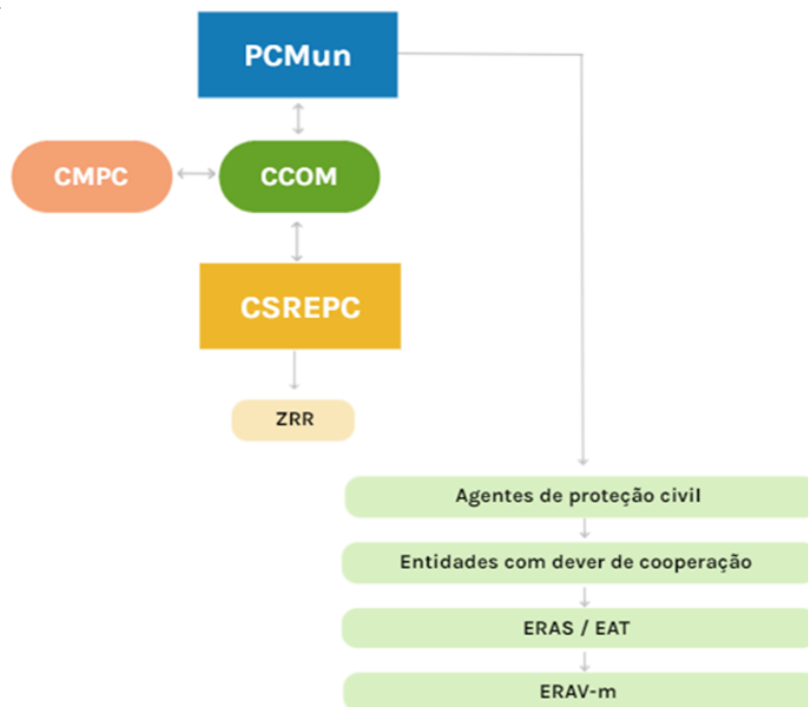 PCMun
CMPC
CCOM
CSREPC
ZRR
Agentes de proteção civil
Entidades com dever de cooperação
ERAS / EAT
ERAV-m